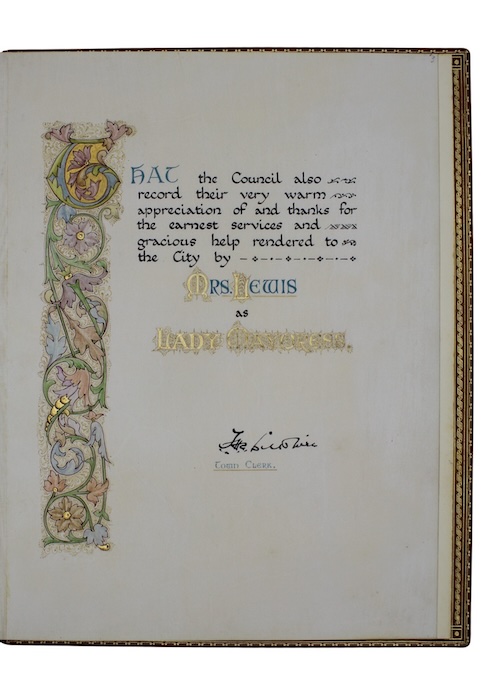 THAT the Council also
record their very warm
appreciation of and thanks for
the earnest services and
gracious help rendered to
the City by
MRS. LEWIS
as
LADY MAYORESS.
TOWN CLERK.